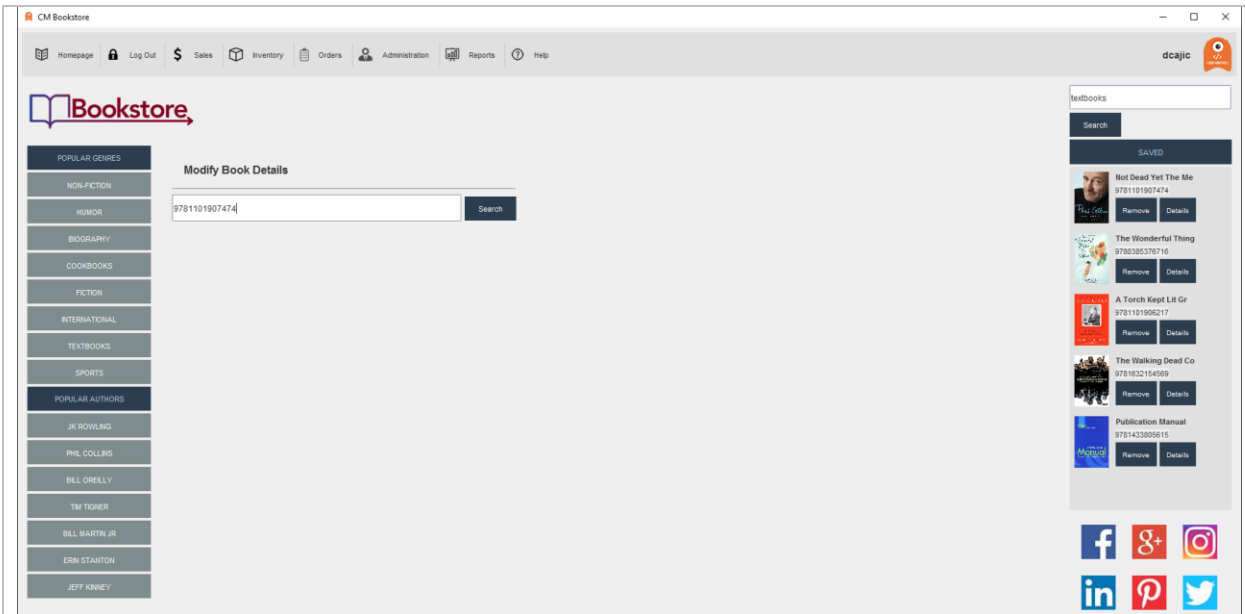 CM Bookstore
Homepage Log Out Sales Inventory Orders Administration Reports Help dcajic
Bookstore
textbooks
Search
POPULAR GENRES
NON-FICTION
HUMOR
BIOGRAPHY
COOKBOOKS
FICTION
INTERNATIONAL
TEXTBOOKS
SPORTS
POPULAR AUTHORS
JK ROWLING
PHIL COLLINS
BILL OREILLY
TIM TIGNER
BILL MARTIN JR
ERIN STANTON
JEFF KINNEY
Modify Book Details
9781101907474 Search
SAVED
Not Dead Yet The Me
9781101907474
Remove Details
The Wonderful Thing
9780385376716
Remove Details
A Torch Kept Lit Gr
9781101906217
Remove Details
The Walking Dead Co
9781632154569
Remove Details
Publication Manual
9781433805615
Remove Details
Manual
f g+
in